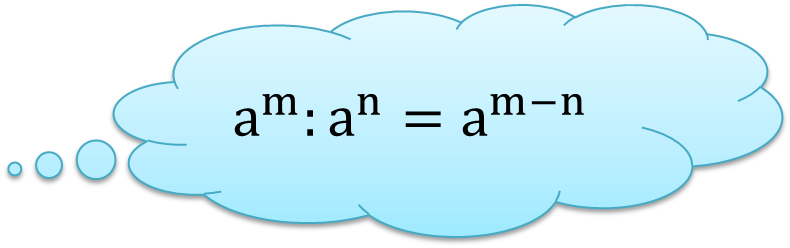 aᵐ : aⁿ = aᵐ⁻ⁿ